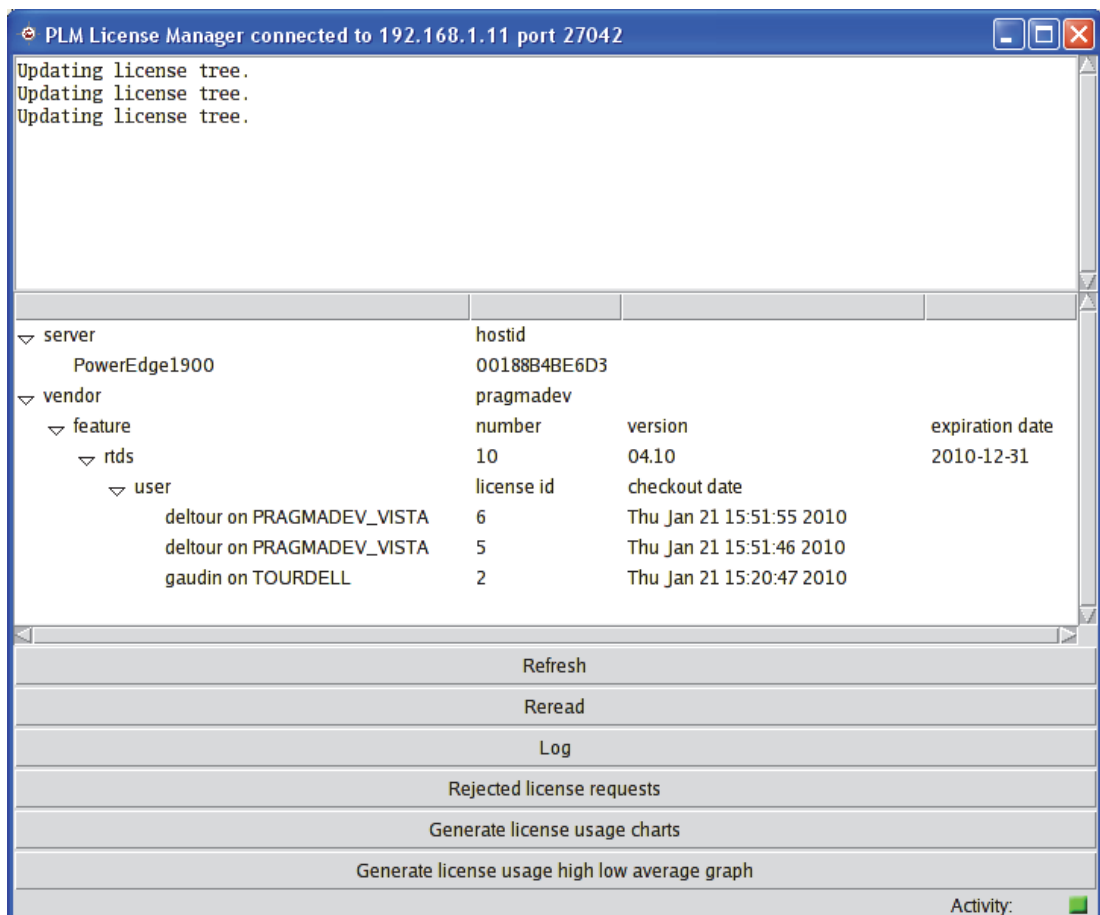 PLM License Manager connected to 192.168.1.11 port 27042
Updating license tree.
Updating license tree.
Updating license tree.
server hostid
PowerEdge1900 00188B4BE6D3
vendor pragmadev
feature number version expiration date
rtds 10 04.10 2010-12-31
user license id checkout date
deltour on PRAGMADEV_VISTA 6 Thu Jan 21 15:51:55 2010
deltour on PRAGMADEV_VISTA 5 Thu Jan 21 15:51:46 2010
gaudin on TOURDELL 2 Thu Jan 21 15:20:47 2010
Refresh
Reread
Log
Rejected license requests
Generate license usage charts
Generate license usage high low average graph
Activity: